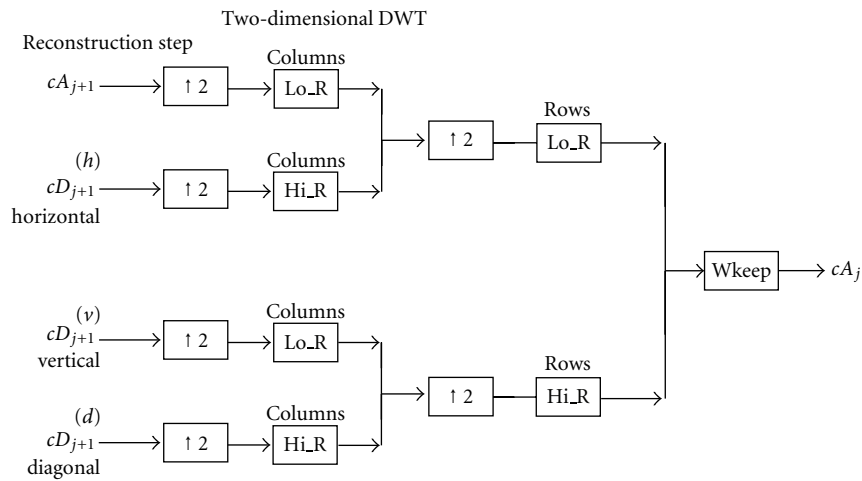 Two-dimensional DWT
Reconstruction step
Columns
cA_{j+1}
↑ 2
Lo_R
Rows
↑ 2
Lo_R
(h)
Columns
cD_{j+1}
↑ 2
Hi_R
horizontal
Wkeep
cA_j
(v)
Columns
cD_{j+1}
↑ 2
Lo_R
vertical
Rows
↑ 2
Hi_R
(d)
Columns
cD_{j+1}
↑ 2
Hi_R
diagonal